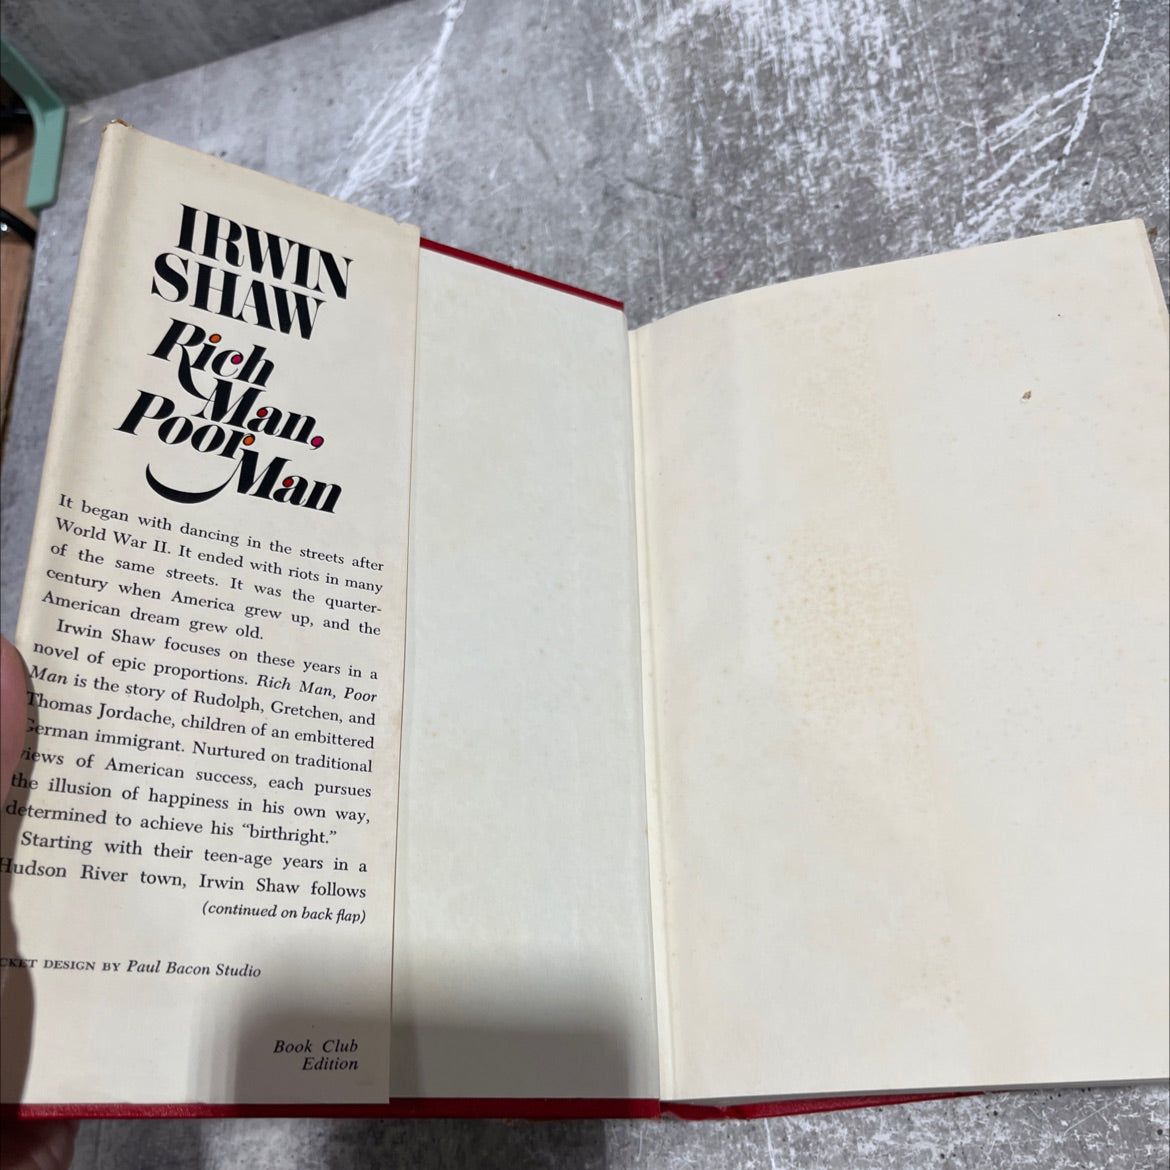 IRWIN
SHAW
Rich
Man,
Poor
Man
It began with dancing in the streets after
World War II. It ended with riots in many
of the same streets. It was the quarter-
century when America grew up, and the
American dream grew old.
Irwin Shaw focuses on these years in a
novel of epic proportions. Rich Man, Poor
Man is the story of Rudolph, Gretchen, and
Thomas Jordache, children of an embittered
German immigrant. Nurtured on traditional
views of American success, each pursues
the illusion of happiness in his own way,
determined to achieve his “birthright.”
Starting with their teen-age years in a
Hudson River town, Irwin Shaw follows
(continued on back flap)
CKET DESIGN BY Paul Bacon Studio
Book Club
Edition